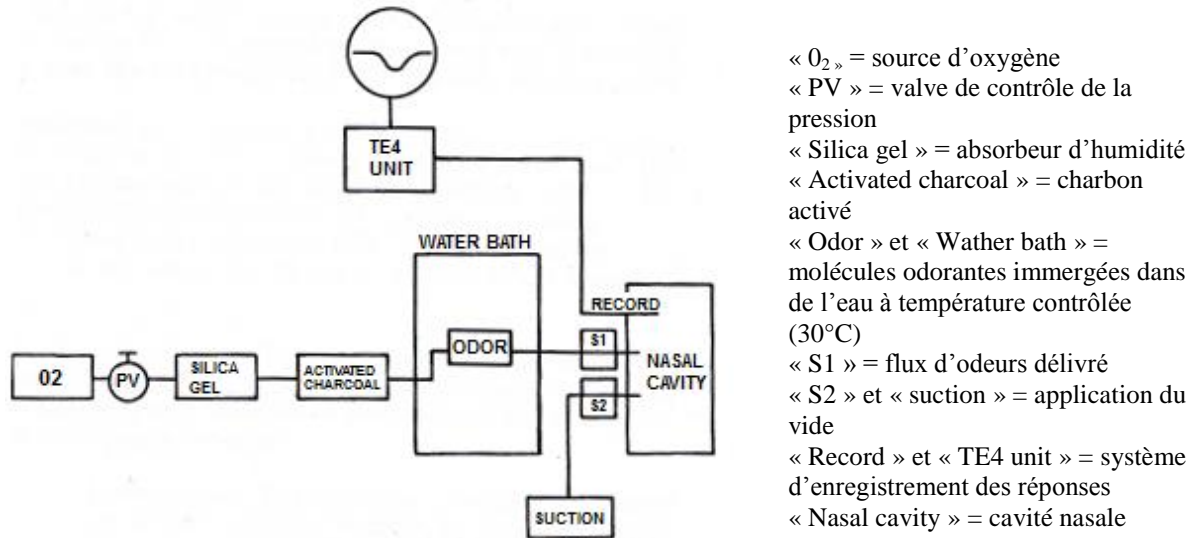 TE4
UNIT
WATER BATH
RECORD
S1
ODOR
NASAL
CAVITY
02
PV
SILICA
GEL
ACTIVATED
CHARCOAL
S2
SUCTION
« 0₂ » = source d’oxygène
« PV » = valve de contrôle de la
pression
« Silica gel » = absorbeur d’humidité
« Activated charcoal » = charbon
activé
« Odor » et « Wather bath » =
molécules odorantes immergées dans
de l’eau à température contrôlée
(30°C)
« S1 » = flux d’odeurs délivré
« S2 » et « suction » = application du
vide
« Record » et « TE4 unit » = système
d’enregistrement des réponses
« Nasal cavity » = cavité nasale